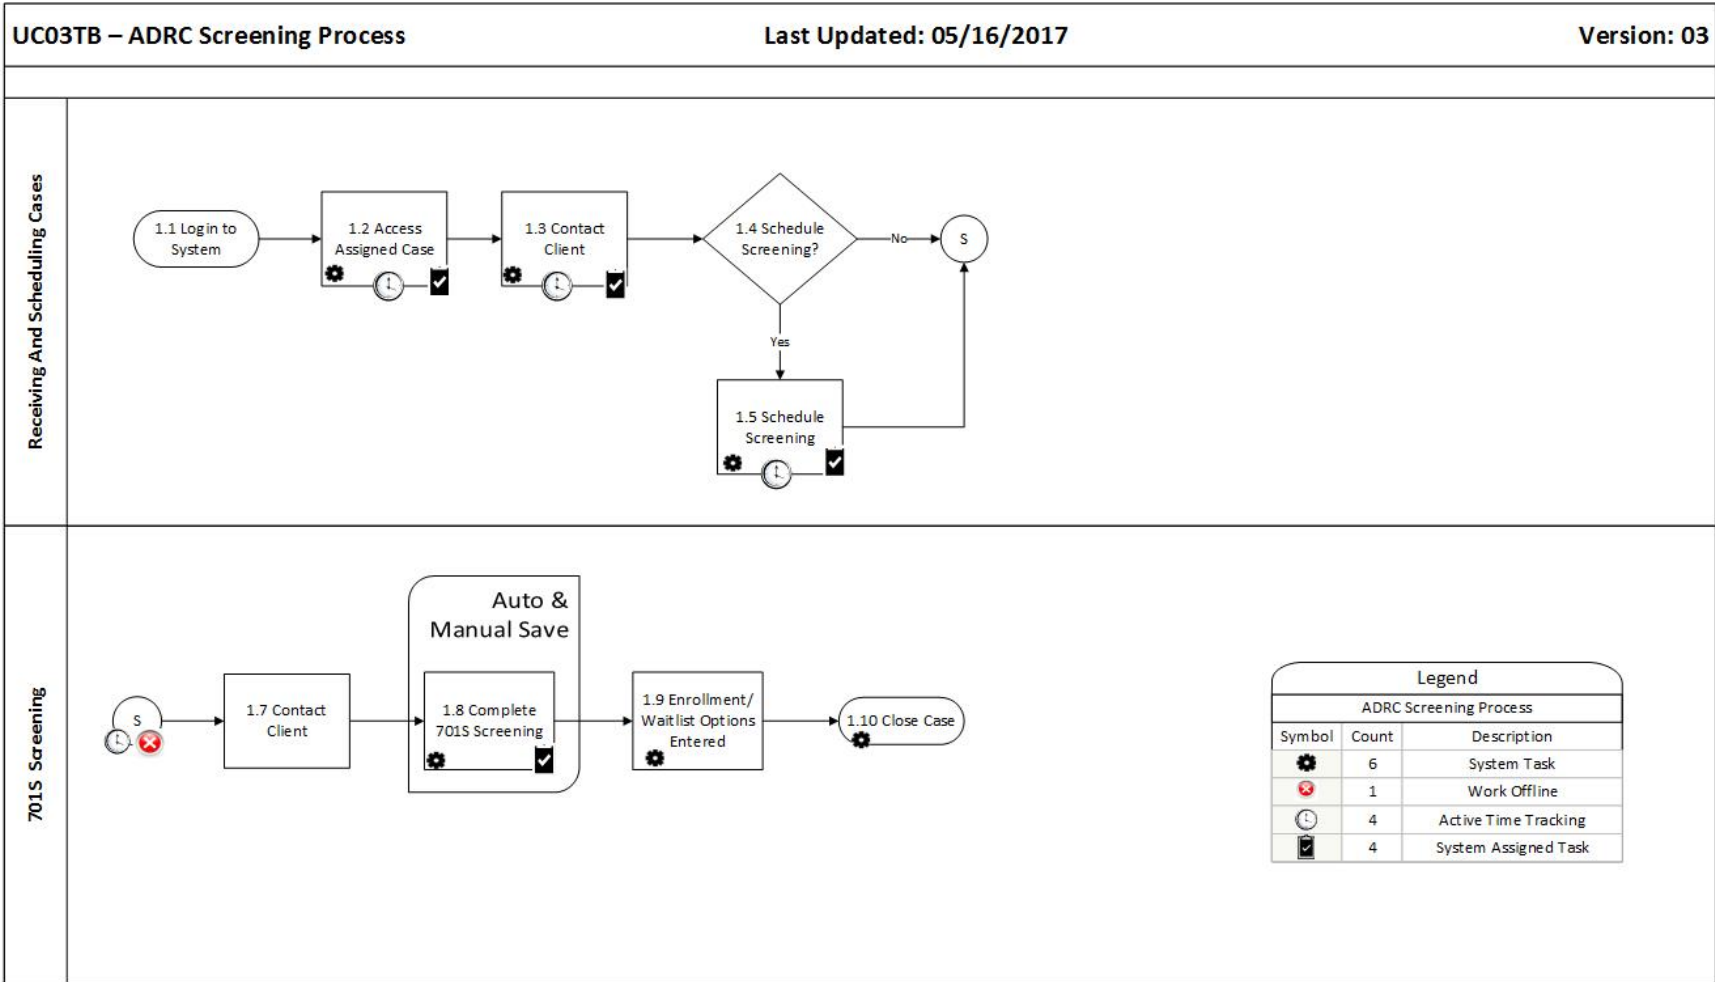 UC03TB – ADRC Screening Process Last Updated: 05/16/2017 Version: 03
Receiving And Scheduling Cases
1.1 Login to
System
1.2 Access
Assigned Case
1.3 Contact
Client
1.4 Schedule
Screening?
No
S
Yes
1.5 Schedule
Screening
701S Screening
S
1.7 Contact
Client
Auto &
Manual Save
1.8 Complete
701S Screening
1.9 Enrollment/
Waitlist Options
Entered
1.10 Close Case
Legend
ADRC Screening Process
Symbol Count Description
6 System Task
1 Work Offline
4 Active Time Tracking
4 System Assigned Task